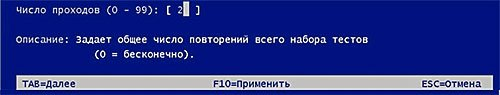 Число проходов (0 - 99): [ 2 ]
Описание: Задает общее число повторений всего набора тестов
(0 = бесконечно).
TAB=Далее F10=Применить ESC=Отмена